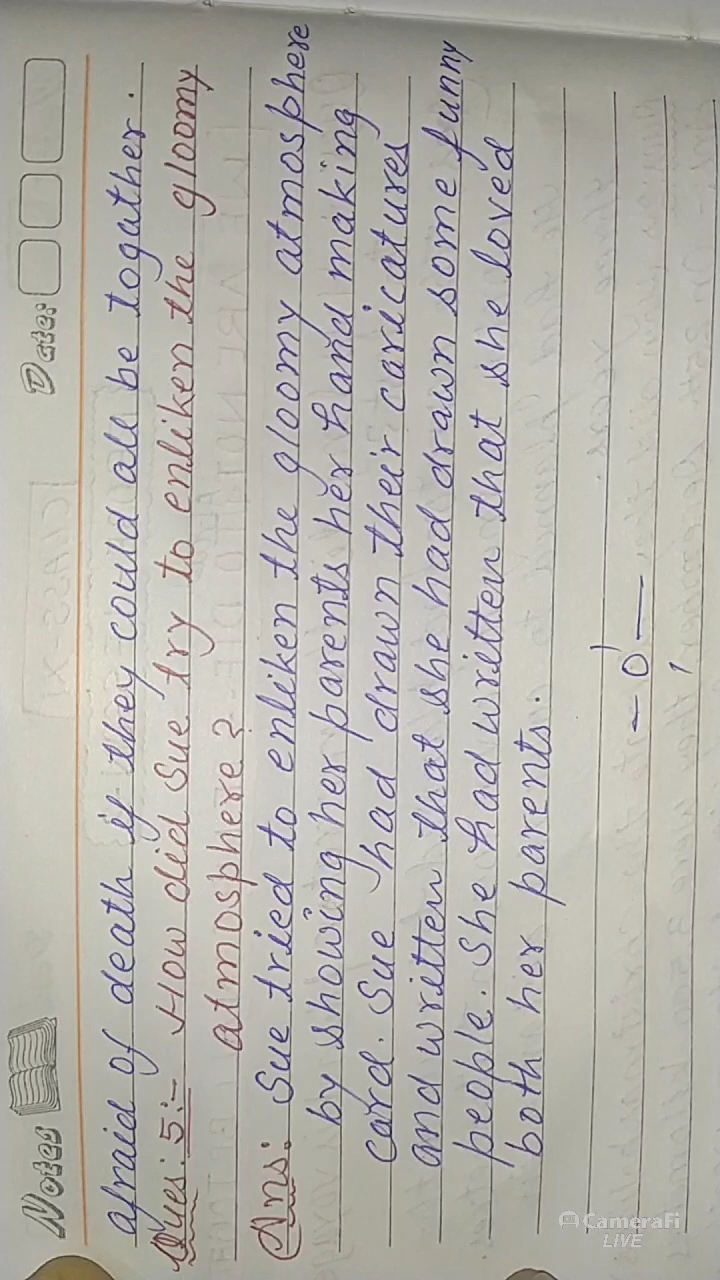 Notes
Date:
afraid of death if they could all be togather.
Ques: 5:- How did Sue try to enliken the gloomy
atmosphere?
Ans: Sue tried to enliken the gloomy atmosphere
by showing her parents her hand making
card. Sue had drawn their caricatures
and written that she had drawn some funny
people. She had written that she loved
both her parents.
-0-
CameraFi
LIVE